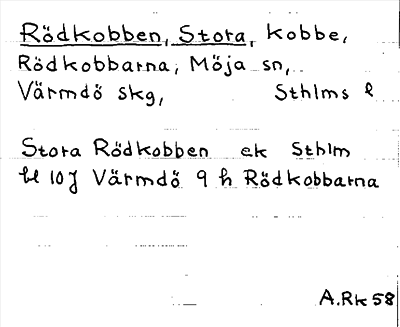 Rödkobben, Stora, kobbe,
Rödkobbarna, Möja sn,
Värmdö skg, Sthlms l
Stora Rödkobben ek Sthlm
bl 10J Värmdö 9 h Rödkobbarna
A.Rk 58